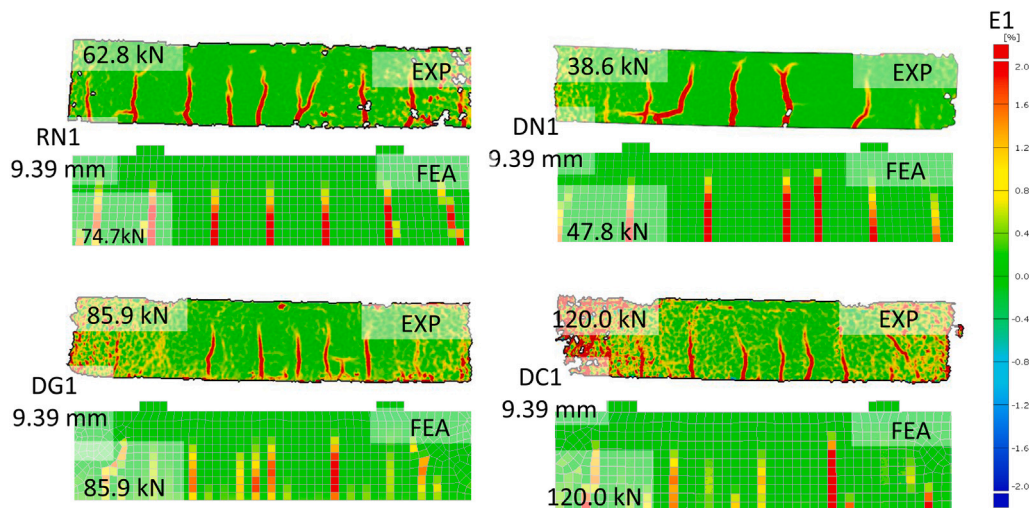 62.8 kN
EXP
RN1
9.39 mm
FEA
74.7kN
38.6 kN
EXP
DN1
9.39 mm
FEA
47.8 kN
85.9 kN
EXP
DG1
9.39 mm
FEA
85.9 kN
120.0 kN
EXP
DC1
9.39 mm
FEA
120.0 kN
E1
[%]
2.0
1.6
1.2
0.8
0.4
0.0
-0.4
-0.8
-1.2
-1.6
-2.0